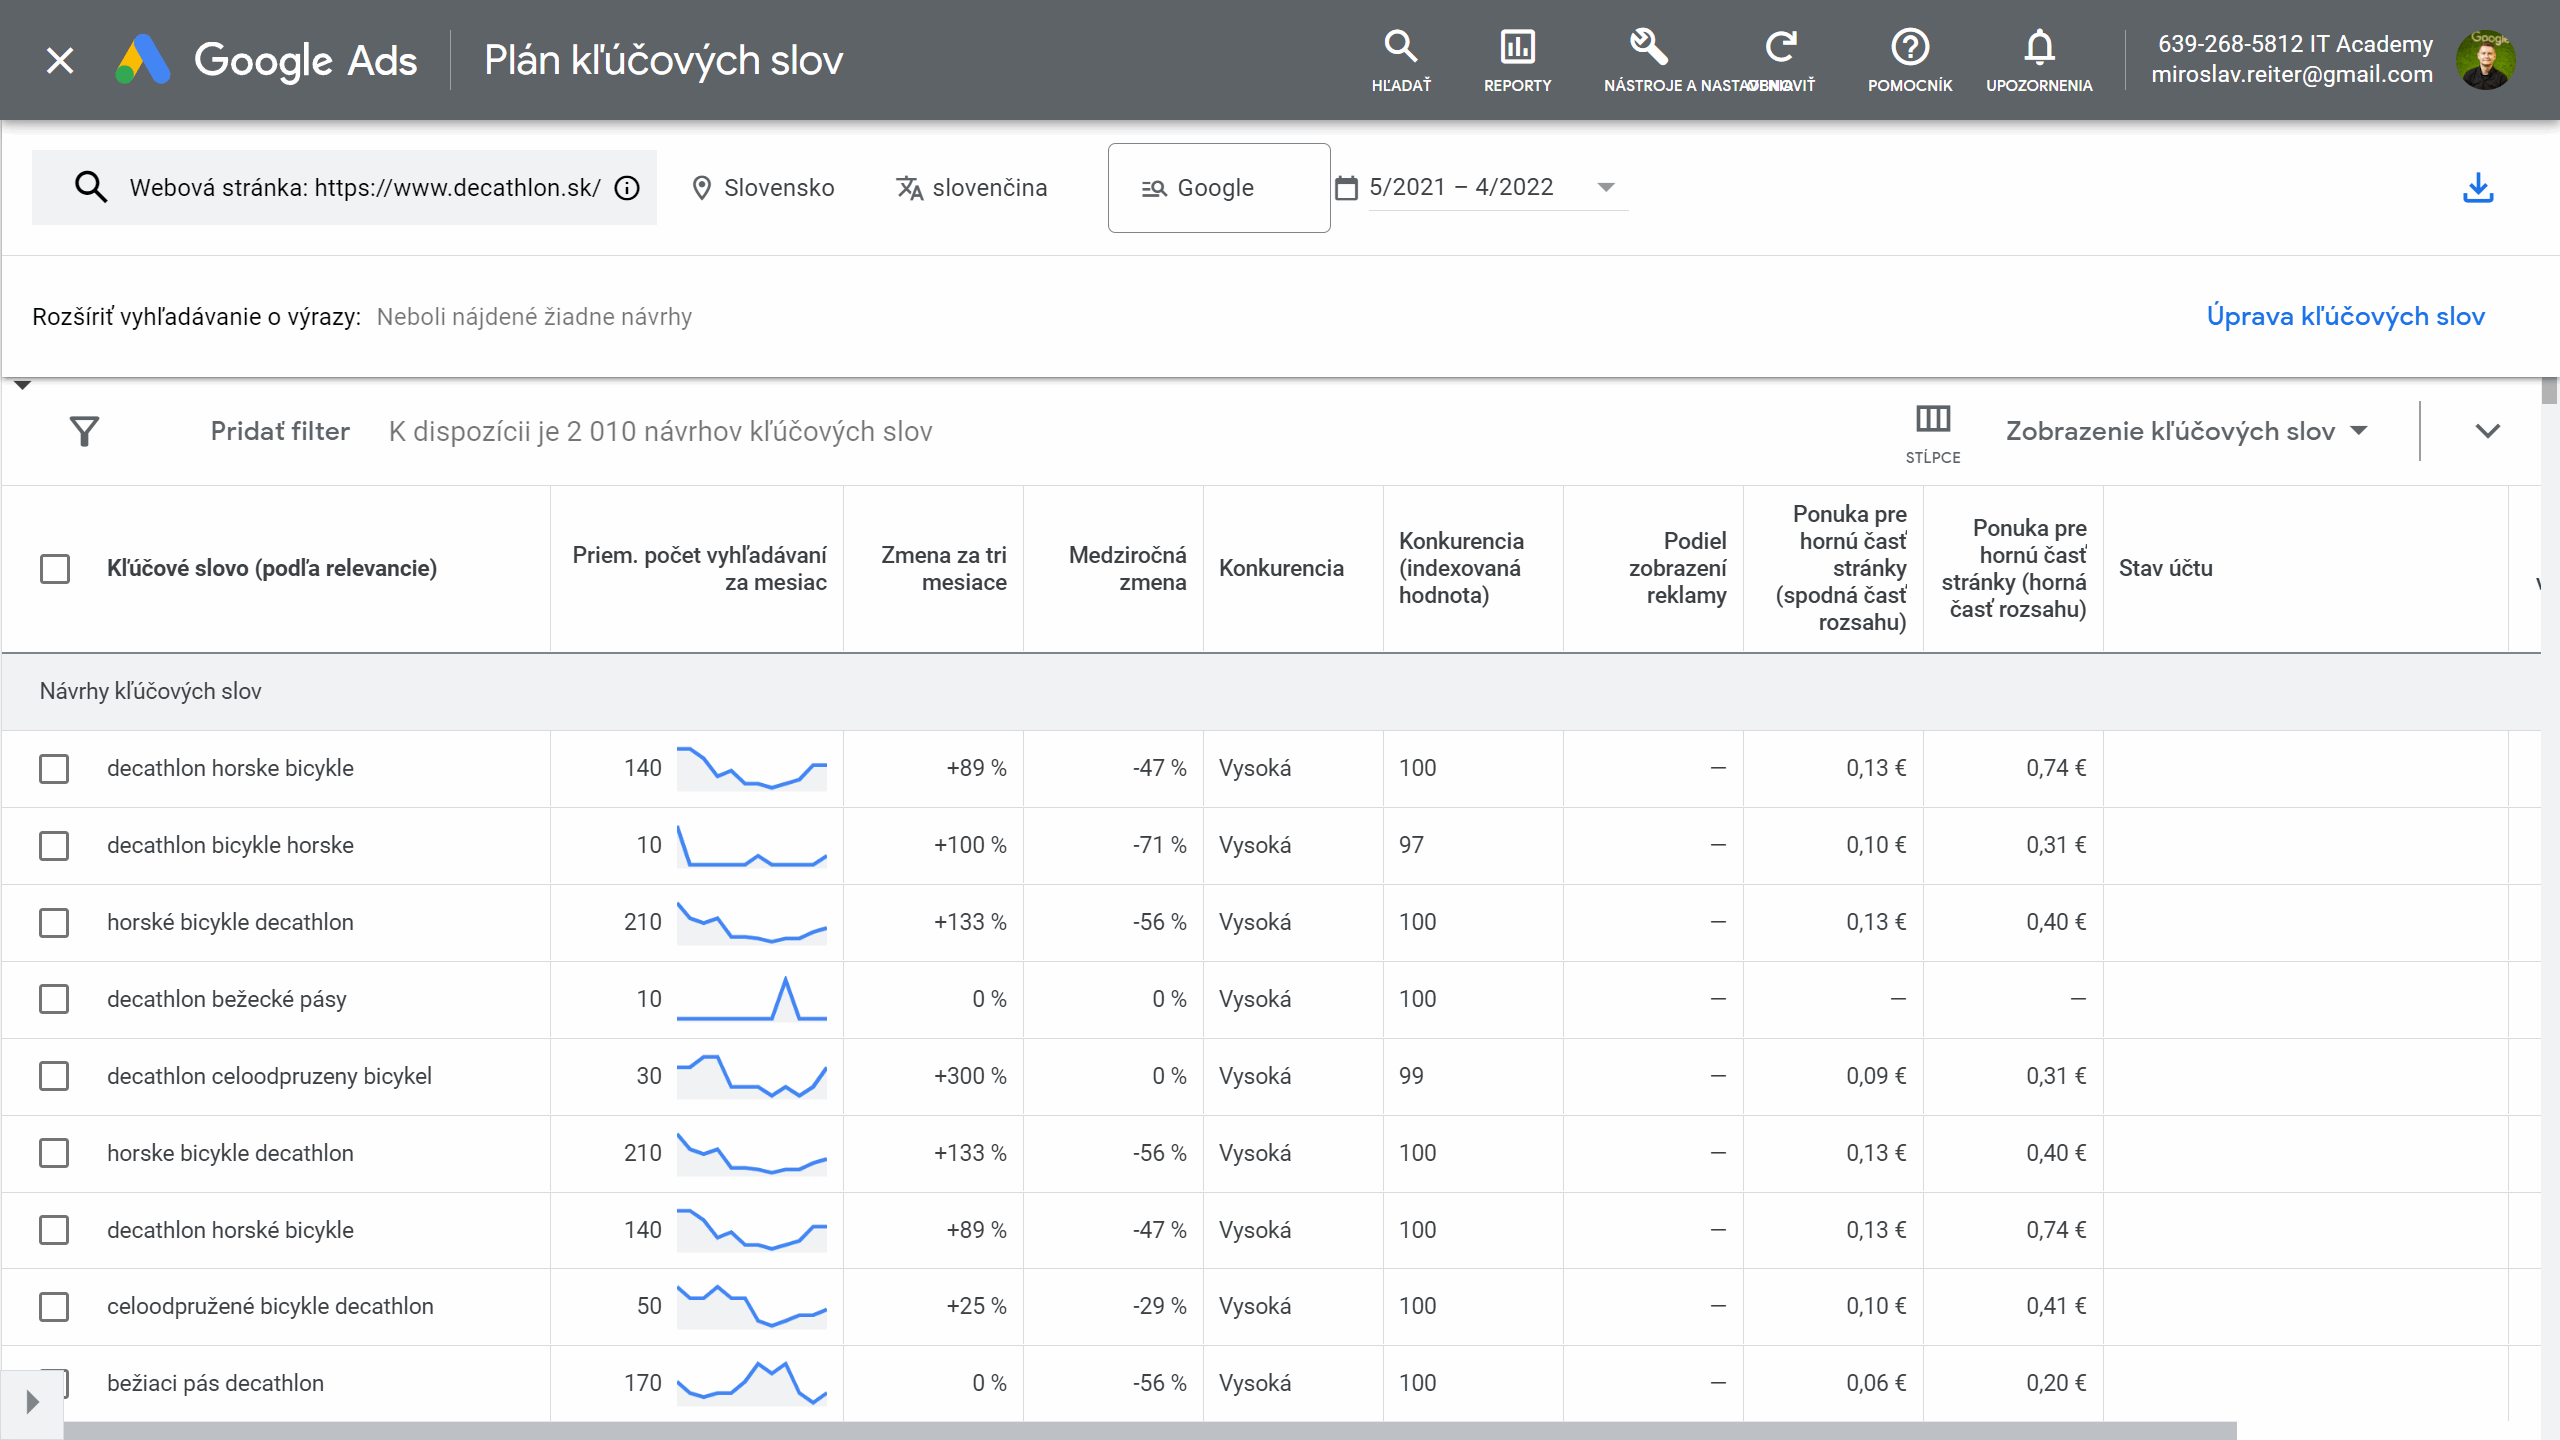 Google Ads
Plán kľúčových slov
HĽADAŤ
REPORTY
NÁSTROJE A NASTAVENIA
OBNOVIŤ
POMOCNÍK
UPOZORNENIA
639-268-5812 IT Academy
miroslav.reiter@gmail.com
Google
Webová stránka: https://www.decathlon.sk/
Slovensko
slovenčina
Google
5/2021 – 4/2022
Rozšíriť vyhľadávanie o výrazy: Neboli nájdené žiadne návrhy
Úprava kľúčových slov
Pridať filter
K dispozícii je 2 010 návrhov kľúčových slov
STĹPCE
Zobrazenie kľúčových slov
Kľúčové slovo (podľa relevancie)
Priem. počet vyhľadávaní
za mesiac
Zmena za tri
mesiace
Medziročná
zmena
Konkurencia
Konkurencia
(indexovaná
hodnota)
Podiel
zobrazení
reklamy
Ponuka pre
hornú časť
stránky
(spodná časť
rozsahu)
Ponuka pre
hornú časť
stránky (horná
časť rozsahu)
Stav účtu
Návrhy kľúčových slov
decathlon horske bicykle 140 +89 % -47 % Vysoká 100 – 0,13 € 0,74 €
decathlon bicykle horske 10 +100 % -71 % Vysoká 97 – 0,10 € 0,31 €
horské bicykle decathlon 210 +133 % -56 % Vysoká 100 – 0,13 € 0,40 €
decathlon bežecké pásy 10 0 % 0 % Vysoká 100 – – –
decathlon celoodpruzeny bicykel 30 +300 % 0 % Vysoká 99 – 0,09 € 0,31 €
horske bicykle decathlon 210 +133 % -56 % Vysoká 100 – 0,13 € 0,40 €
decathlon horské bicykle 140 +89 % -47 % Vysoká 100 – 0,13 € 0,74 €
celoodpružené bicykle decathlon 50 +25 % -29 % Vysoká 100 – 0,10 € 0,41 €
bežiaci pás decathlon 170 0 % -56 % Vysoká 100 – 0,06 € 0,20 €